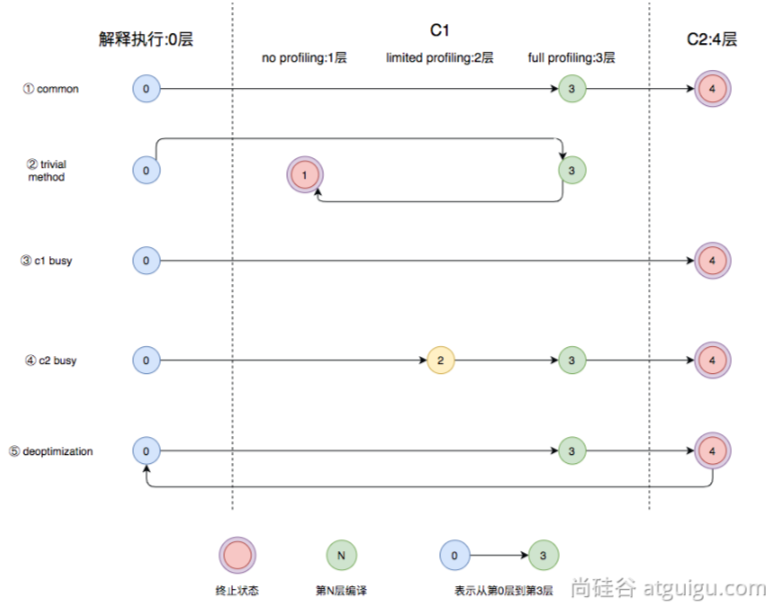 解释执行:0层
C1
C2:4层
no profiling:1层
limited profiling:2层
full profiling:3层
① common
0
3
4
② trivial
method
0
1
3
③ c1 busy
0
4
④ c2 busy
0
2
3
4
⑤ deoptimization
0
3
4
N
0
3
终止状态
第N层编译
表示从第0层到第3层
尚硅谷 atguigu.com